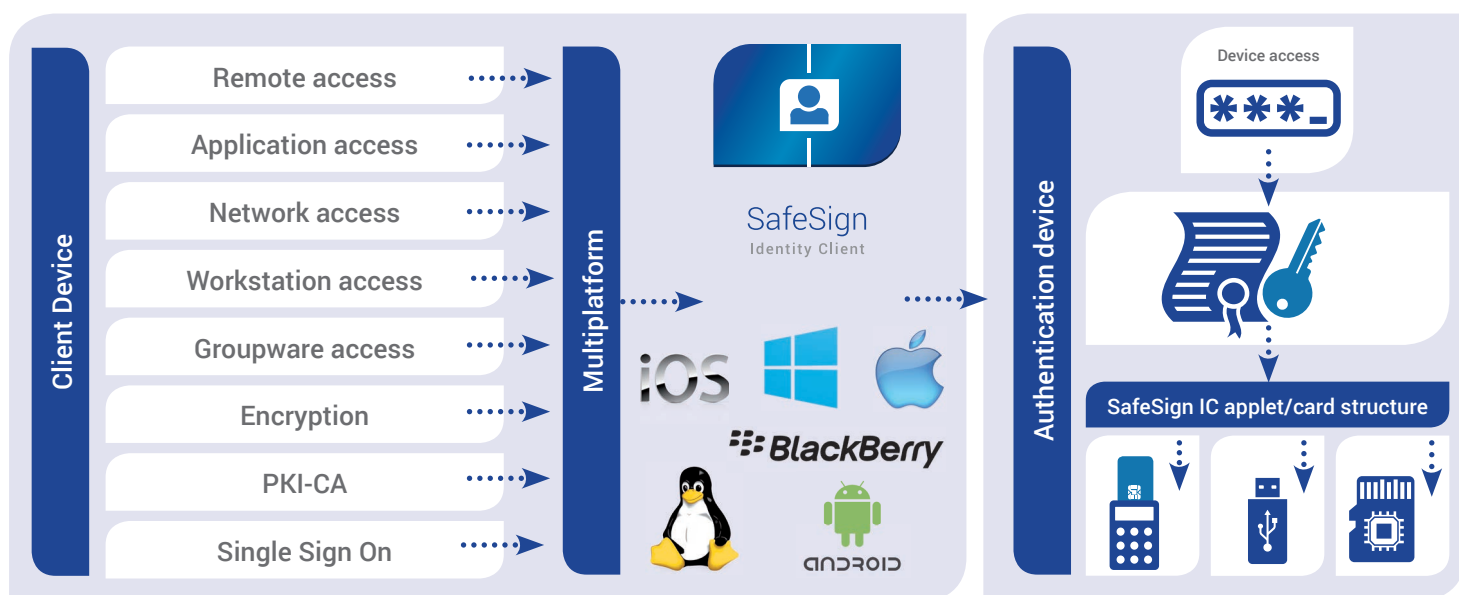 Client Device
Remote access
Application access
Network access
Workstation access
Groupware access
Encryption
PKI-CA
Single Sign On
Multiplatform
SafeSign
Identity Client
iOS
BlackBerry
ANDROID
Authentication device
Device access
***_
SafeSign IC applet/card structure